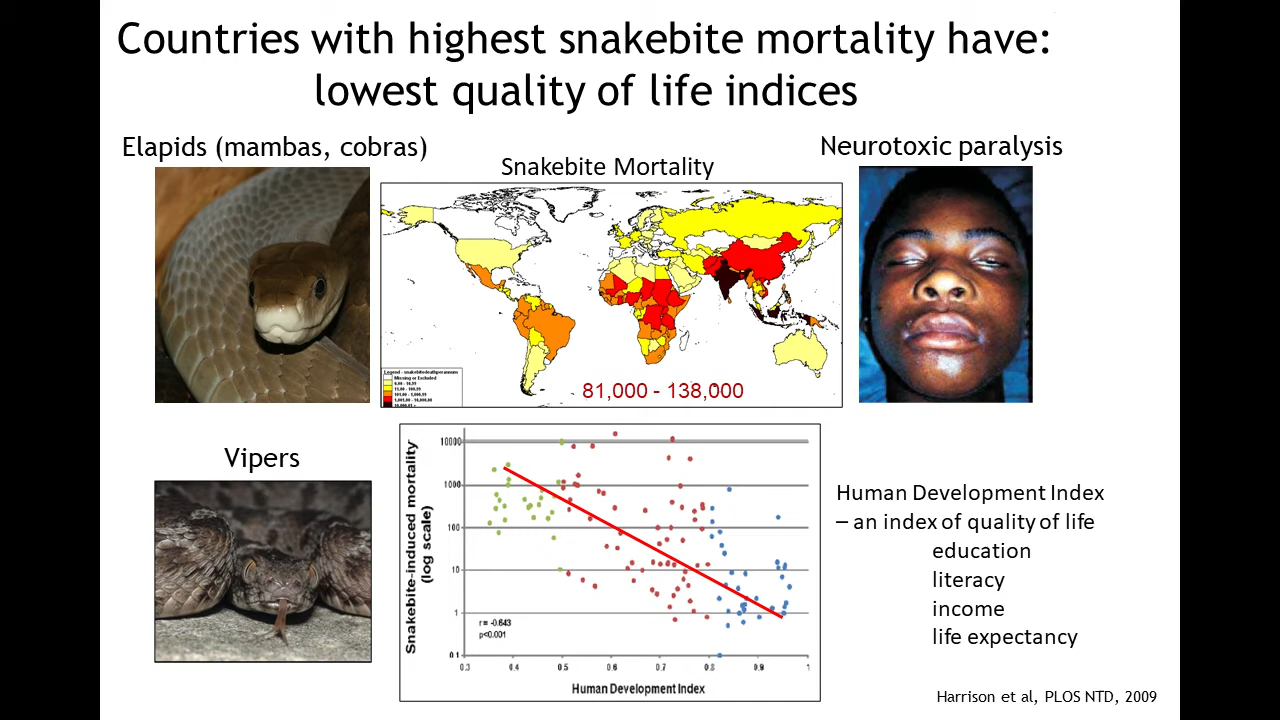 Countries with highest snakebite mortality have:
lowest quality of life indices
Elapids (mambas, cobras)
Snakebite Mortality
Neurotoxic paralysis
Missing or Excluded
81,000 - 138,000
Vipers
Snakebite-induced mortality
(log scale)
10000
1000
100
10
1
0.1
r = -0.643
p<0.001
0.3 0.4 0.5 0.6 0.7 0.8 0.9 1
Human Development Index
Human Development Index
– an index of quality of life
education
literacy
income
life expectancy
Harrison et al, PLOS NTD, 2009